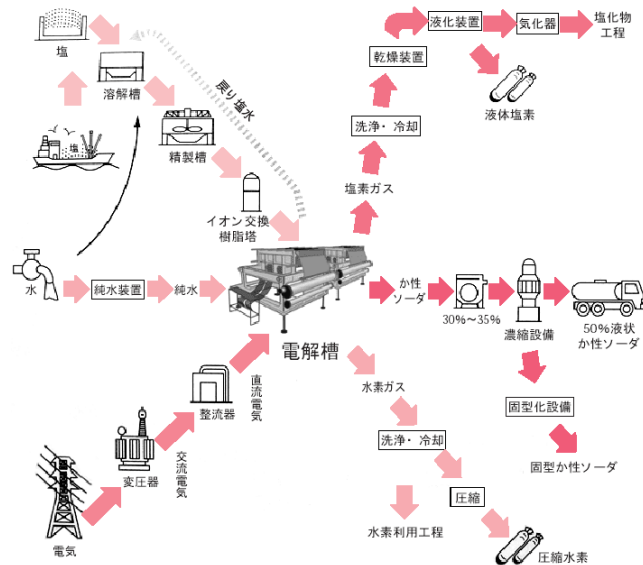 塩
溶解槽
戻り塩水
塩
精製槽
イオン交換
樹脂塔
水
純水装置
純水
電解槽
電気
変圧器
交流電気
整流器
直流電気
塩素ガス
洗浄・冷却
乾燥装置
液化装置
気化器
塩化物
工程
液体塩素
か性
ソーダ
30%～35%
濃縮設備
50%液状
か性ソーダ
固型化設備
固型か性ソーダ
水素ガス
洗浄・冷却
水素利用工程
圧縮
圧縮水素